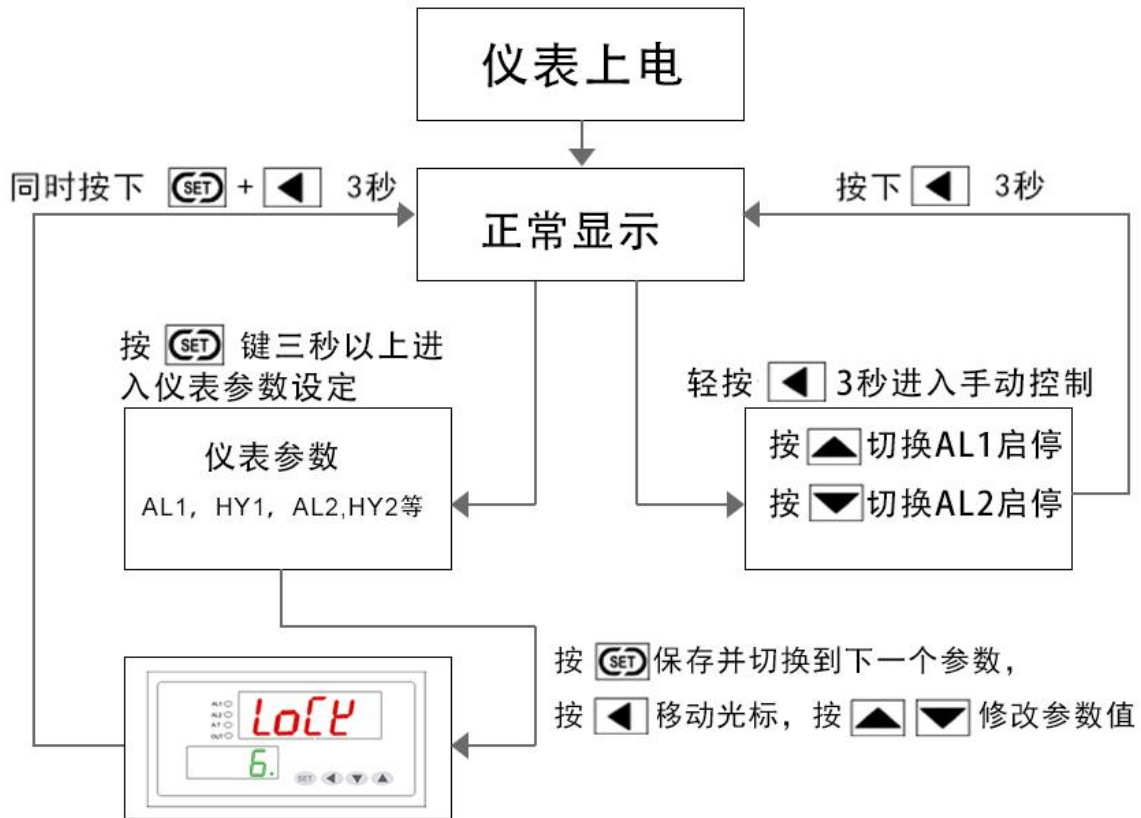 仪表上电
同时按下 SET + ◀ 3秒
按下 ◀ 3秒
正常显示
按 SET 键三秒以上进
入仪表参数设定
轻按 ◀ 3秒进入手动控制
仪表参数
AL1, HY1, AL2,HY2等
按 ▲ 切换AL1启停
按 ▼ 切换AL2启停
按 SET 保存并切换到下一个参数,
按 ◀ 移动光标，按 ▲ ▼ 修改参数值
AL1
AL2
A·T
OUT
LoCK
6.
SET ◀ ▼ ▲